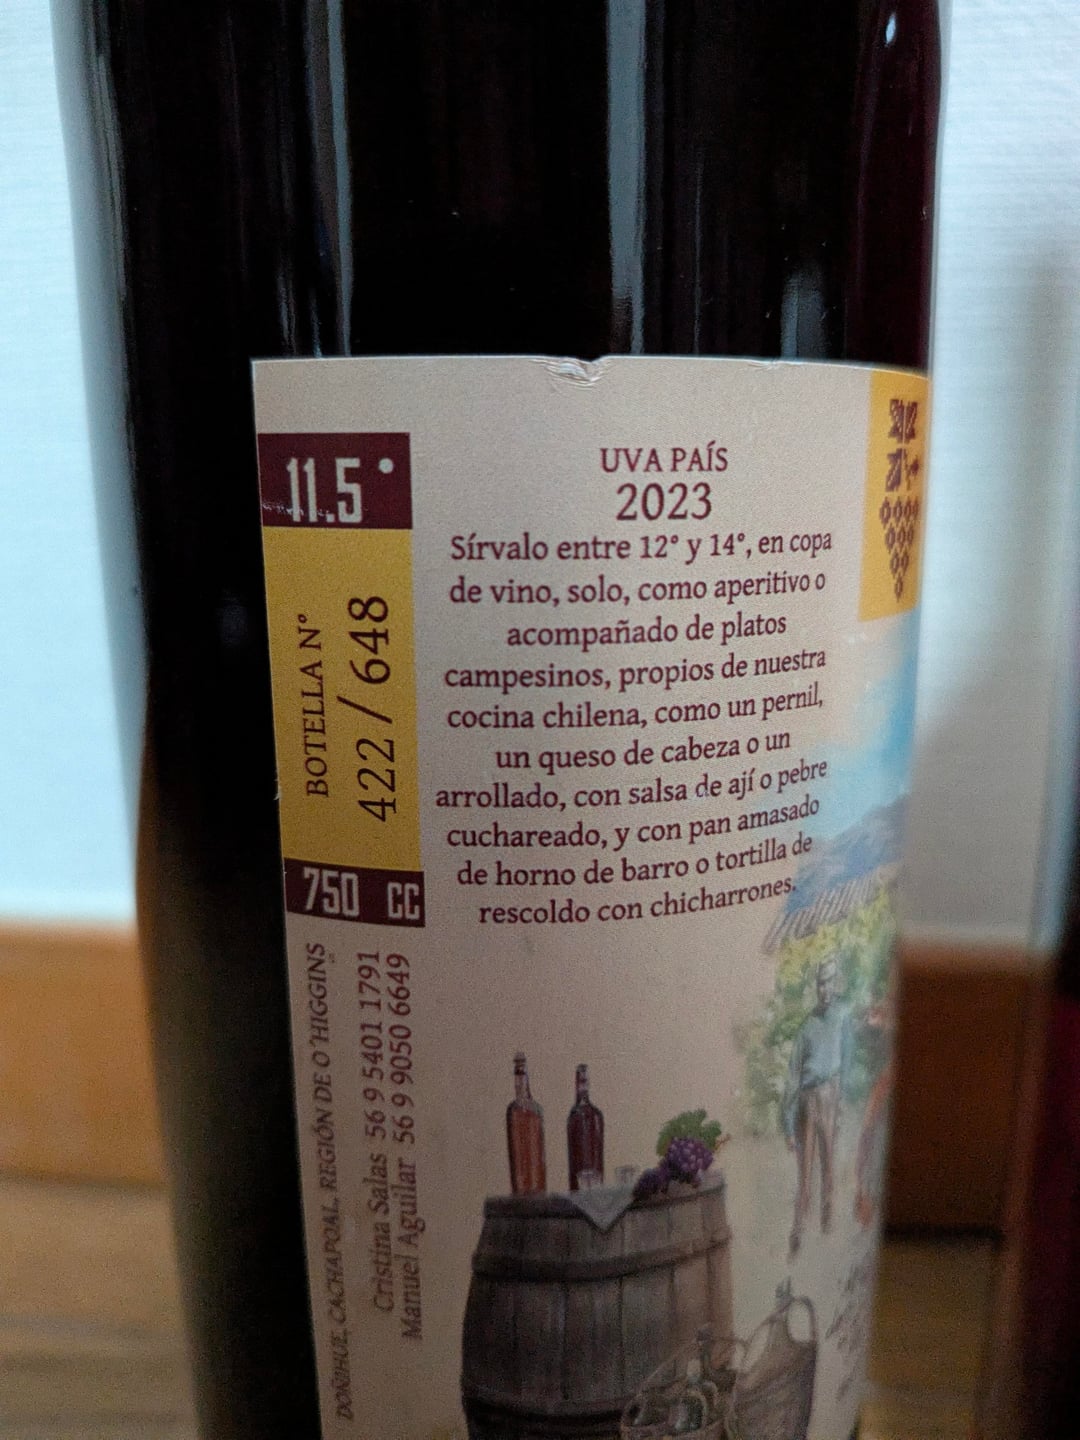 11.5°
BOTELLA N°
422 / 648
750 CC
DOÑIHUE, CACHAPOAL, REGIÓN DE O'HIGGINS
Cristina Salas 56 9 5401 1791
Manuel Aguilar 56 9 9050 6649
UVA PAÍS
2023
Sírvalo entre 12° y 14°, en copa
de vino, solo, como aperitivo o
acompañado de platos
campesinos, propios de nuestra
cocina chilena, como un pernil,
un queso de cabeza o un
arrollado, con salsa de ají o pebre
cuchareado, y con pan amasado
de horno de barro o tortilla de
rescoldo con chicharrones.